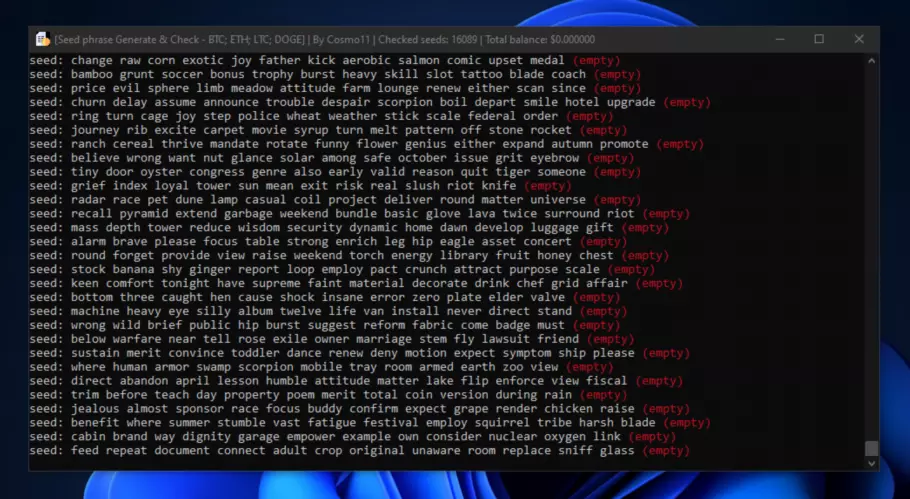 [Seed phrase Generate & Check - BTC; ETH; LTC; DOGE] | By Cosmo11 | Checked seeds: 16089 | Total balance: $0.000000
seed: change raw corn exotic joy father kick aerobic salmon comic upset medal (empty)
seed: bamboo grunt soccer bonus trophy burst heavy skill slot tattoo blade coach (empty)
seed: price evil sphere limb meadow attitude farm lounge renew either scan since (empty)
seed: churn delay assume announce trouble despair scorpion boil depart smile hotel upgrade (empty)
seed: ring turn cage joy step police wheat weather stick scale federal order (empty)
seed: journey rib excite carpet movie syrup turn melt pattern off stone rocket (empty)
seed: ranch cereal thrive mandate rotate funny flower genius either expand autumn promote (empty)
seed: believe wrong want nut glance solar among safe october issue grit eyebrow (empty)
seed: tiny door oyster congress genre also early valid reason quit tiger someone (empty)
seed: grief index loyal tower sun mean exit risk real slush riot knife (empty)
seed: radar race pet dune lamp casual coil project deliver round matter universe (empty)
seed: recall pyramid extend garbage weekend bundle basic glove lava twice surround riot (empty)
seed: mass depth tower reduce wisdom security dynamic home dawn develop luggage gift (empty)
seed: alarm brave please focus table strong enrich leg hip eagle asset concert (empty)
seed: round forget provide view raise weekend torch energy library fruit honey chest (empty)
seed: stock banana shy ginger report loop employ pact crunch attract purpose scale (empty)
seed: keen comfort tonight have supreme faint material decorate drink chef grid affair (empty)
seed: bottom three caught hen cause shock insane error zero plate elder valve (empty)
seed: machine heavy eye silly album twelve life van install never direct stand (empty)
seed: wrong wild brief public hip burst suggest reform fabric come badge must (empty)
seed: below warfare near tell rose exile owner marriage stem fly lawsuit friend (empty)
seed: sustain merit convince toddler dance renew deny motion expect symptom ship please (empty)
seed: where human armor swamp scorpion mobile tray room armed earth zoo view (empty)
seed: direct abandon april lesson humble attitude matter lake flip enforce view fiscal (empty)
seed: trim before teach day property poem merit total coin version during rain (empty)
seed: jealous almost sponsor race focus buddy confirm expect grape render chicken raise (empty)
seed: benefit where summer stumble vast fatigue festival employ squirrel tribe harsh blade (empty)
seed: cabin brand way dignity garage empower example own consider nuclear oxygen link (empty)
seed: feed repeat document connect adult crop original unaware room replace sniff glass (empty)